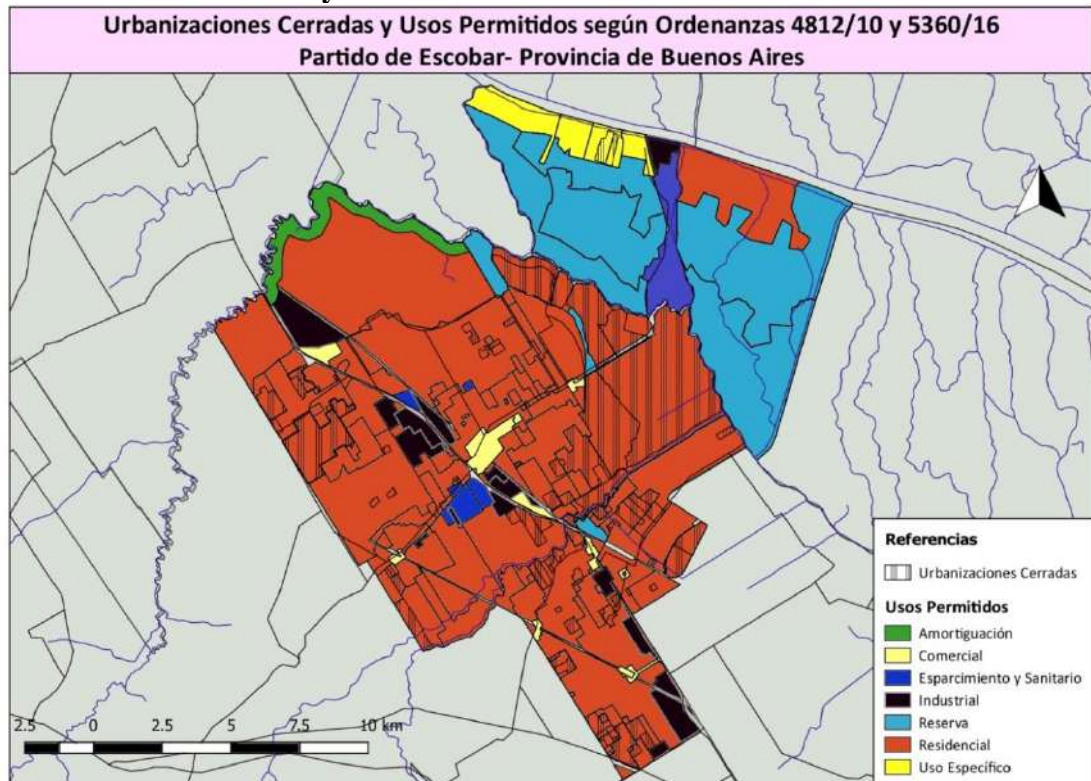 Urbanizaciones Cerradas y Usos Permitidos según Ordenanzas 4812/10 y 5360/16
Partido de Escobar- Provincia de Buenos Aires
Referencias
Urbanizaciones Cerradas
Usos Permitidos
Amortiguación
Comercial
Esparcimiento y Sanitario
Industrial
Reserva
Residencial
Uso Específico
2.5 0 2.5 5 7.5 10 km